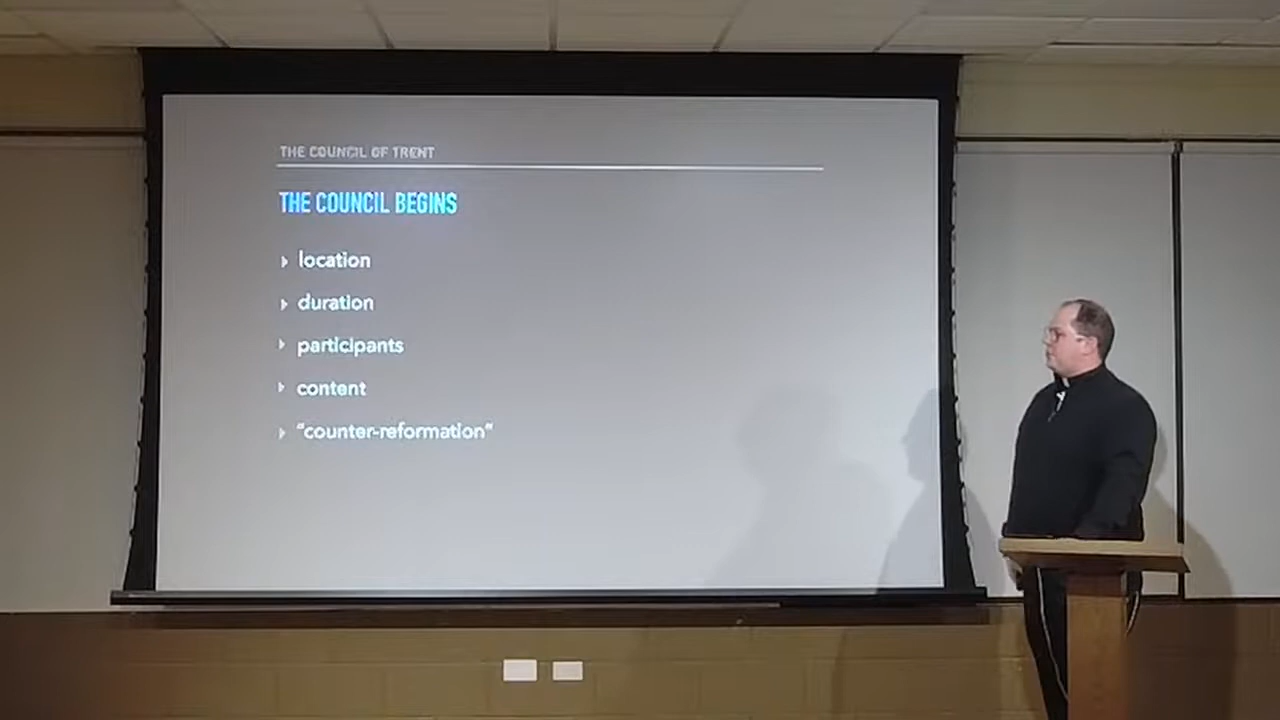 THE COUNCIL OF TRENT
THE COUNCIL BEGINS
location
duration
participants
content
“counter-reformation”